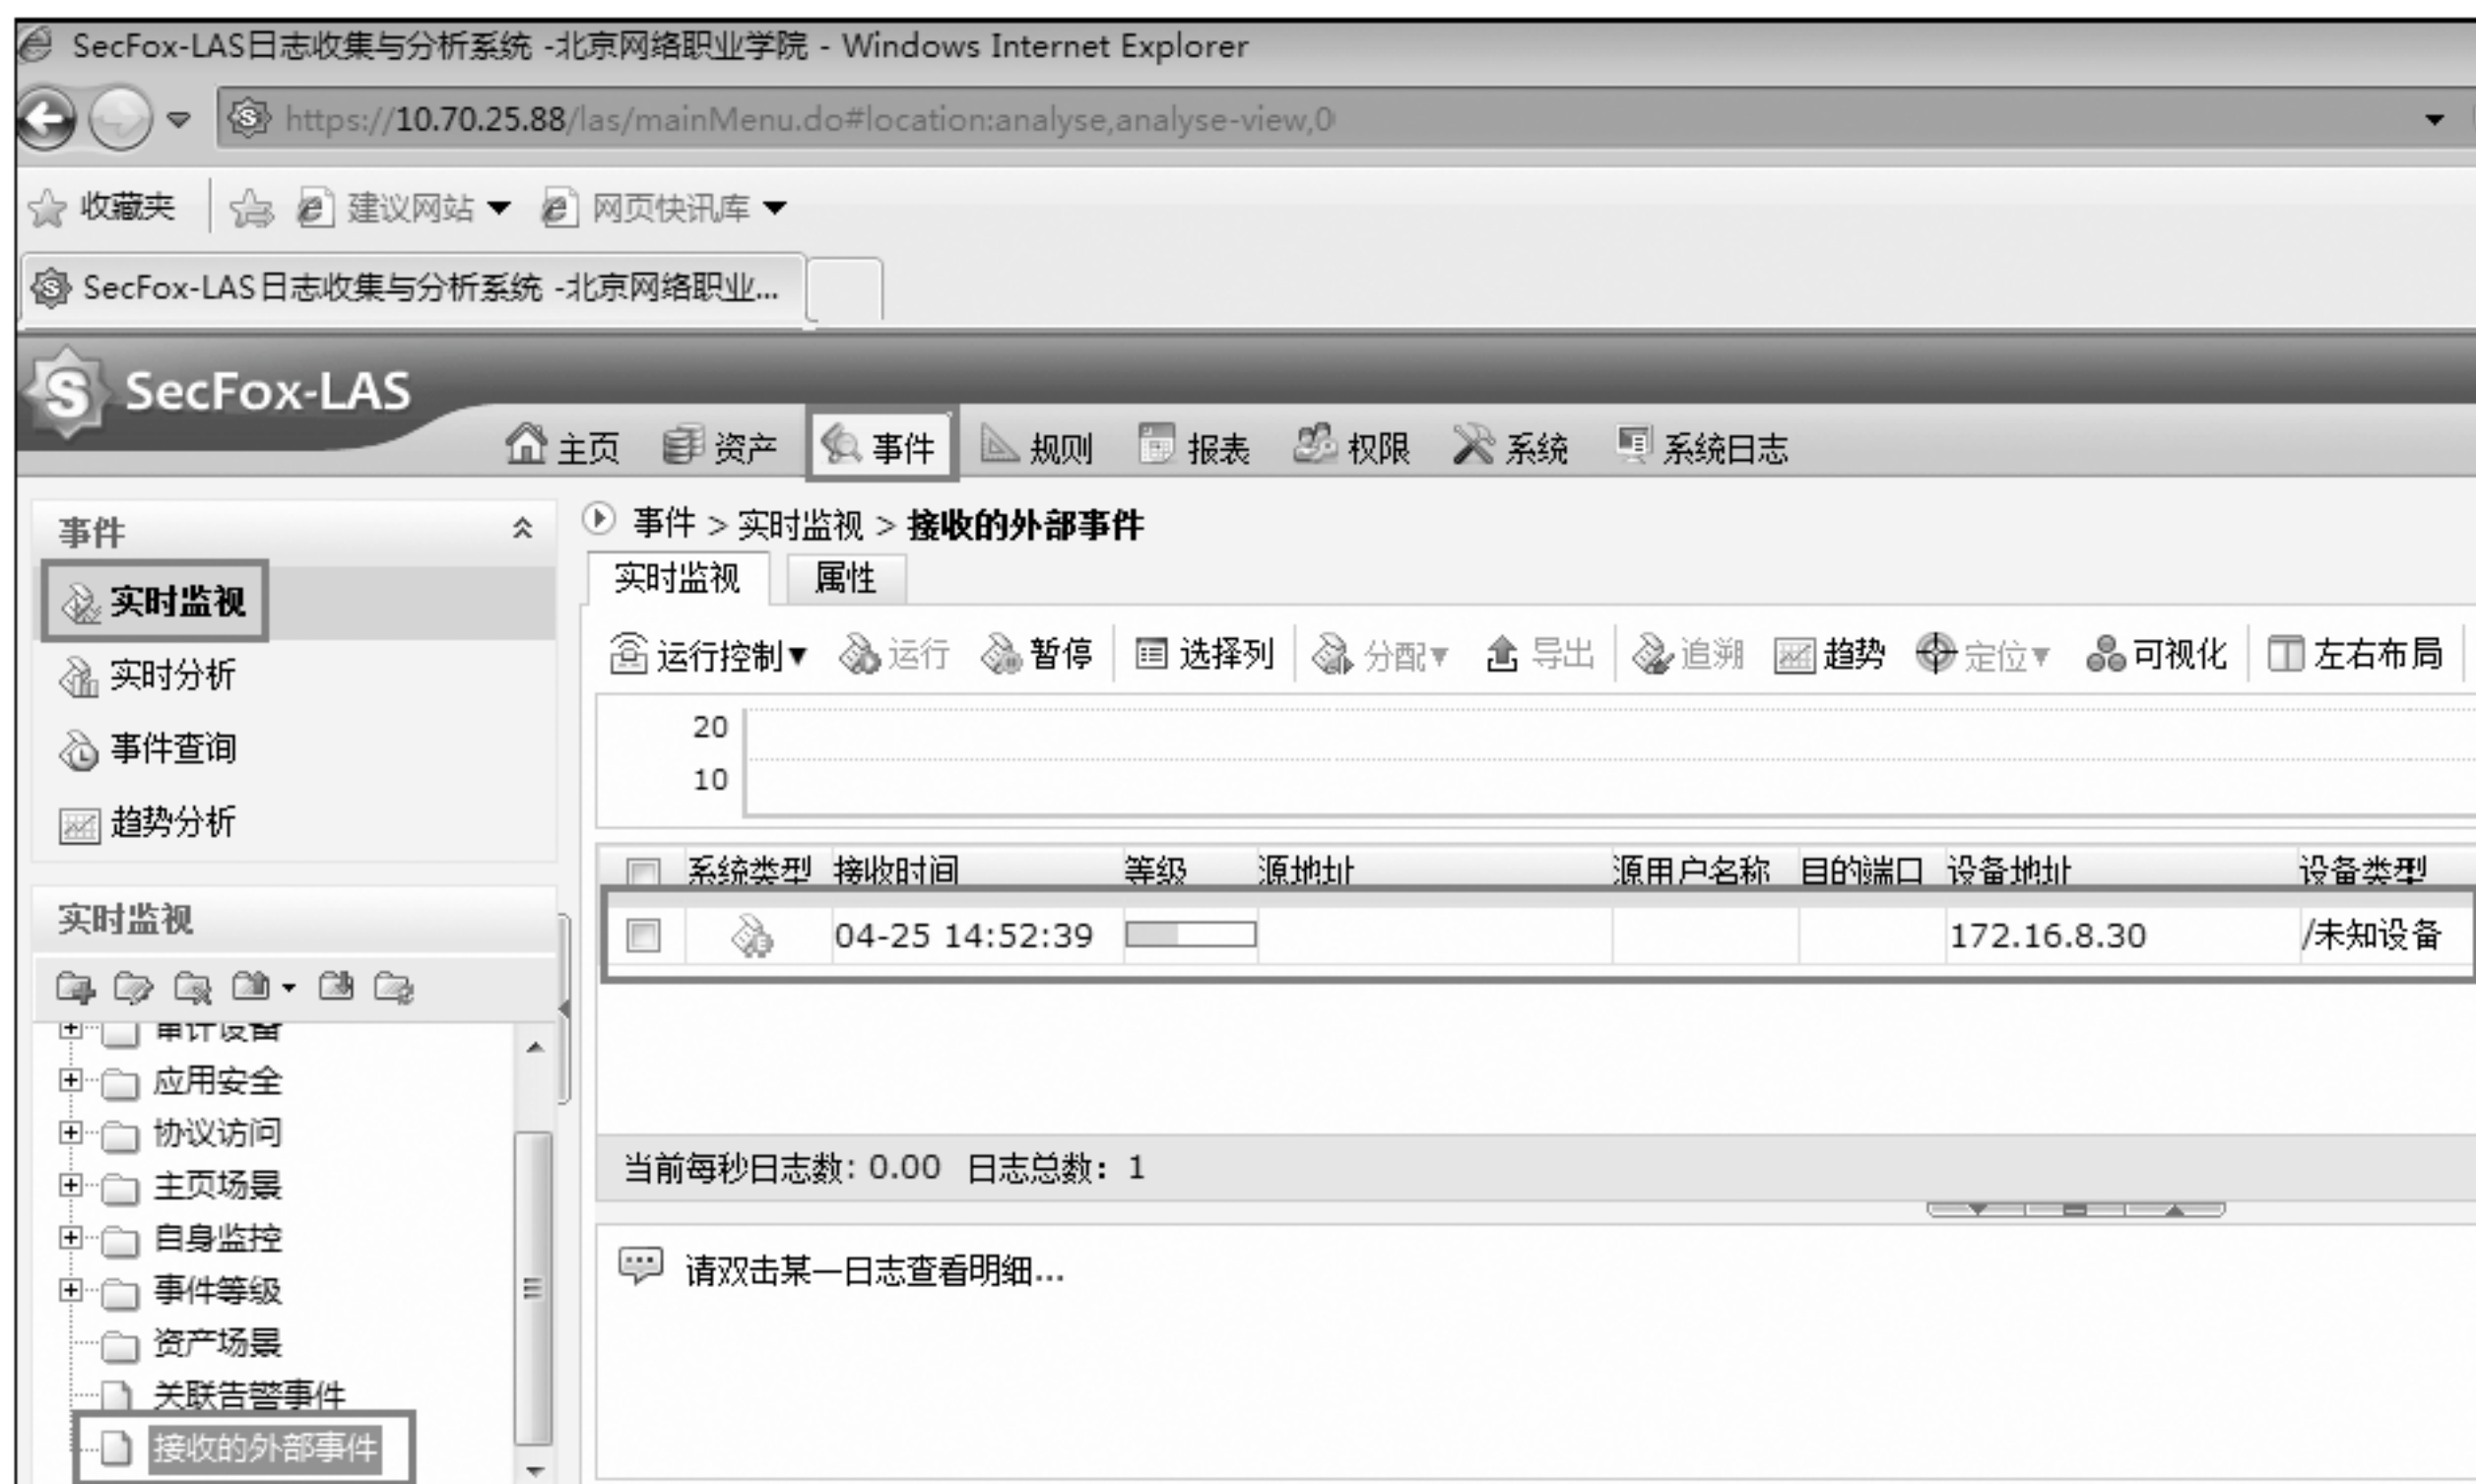 SecFox-LAS日志收集与分析系统 -北京网络职业学院 - Windows Internet Explorer
https://10.70.25.88/las/mainMenu.do#location:analyse,analyse-view,0
收藏夹 建议网站 网页快讯库
SecFox-LAS日志收集与分析系统 -北京网络职业...
SecFox-LAS
主页 资产 事件 规则 报表 权限 系统 系统日志
事件
实时监视
实时分析
事件查询
趋势分析
实时监视
审计设备
应用安全
协议访问
主页场景
自身监控
事件等级
资产场景
关联告警事件
接收的外部事件
事件 > 实时监视 > 接收的外部事件
实时监视 属性
运行控制▼ 运行 暂停 选择列 分配▼ 导出 追溯 趋势 定位▼ 可视化 左右布局
20
10
系统类型 接收时间 等级 源地址 源用户名称 目的端口 设备地址 设备类型
04-25 14:52:39 172.16.8.30 /未知设备
当前每秒日志数: 0.00 日志总数: 1
请双击某一日志查看明细...